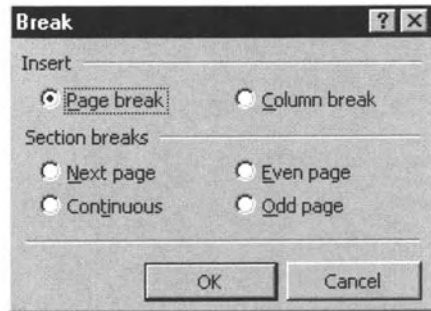 Break
Insert
Page break Column break
Section breaks
Next page Even page
Continuous Odd page
OK Cancel